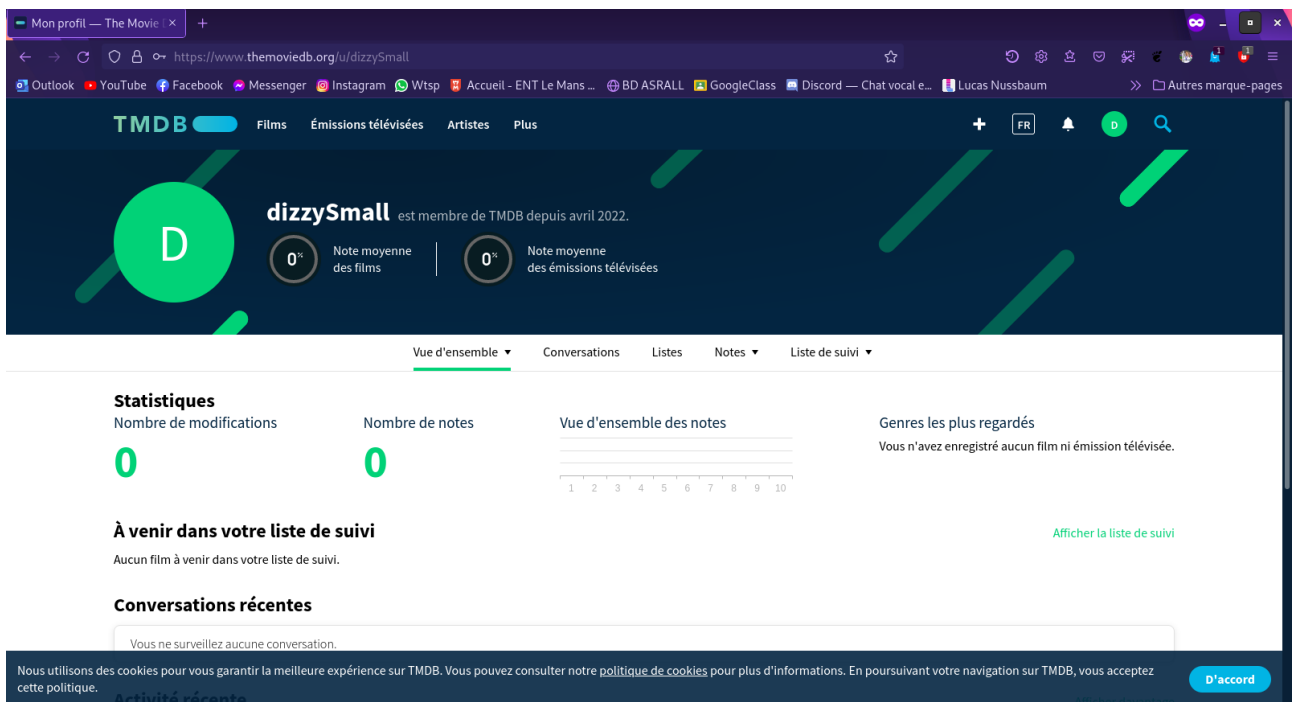 Mon profil — The Movie
https://www.themoviedb.org/u/dizzySmall
Outlook YouTube Facebook Messenger Instagram Wtsp Accueil - ENT Le Mans ... BD ASRALL GoogleClass Discord — Chat vocal e... Lucas Nussbaum Autres marque-pages
TMDB Films Émissions télévisées Artistes Plus FR D
D
dizzySmall est membre de TMDB depuis avril 2022.
0% Note moyenne des films 0% Note moyenne des émissions télévisées
Vue d'ensemble Conversations Listes Notes Liste de suivi
Statistiques
Nombre de modifications Nombre de notes Vue d'ensemble des notes Genres les plus regardés
0 0 Vous n'avez enregistré aucun film ni émission télévisée.
1 2 3 4 5 6 7 8 9 10
À venir dans votre liste de suivi Afficher la liste de suivi
Aucun film à venir dans votre liste de suivi.
Conversations récentes
Vous ne surveillez aucune conversation.
Nous utilisons des cookies pour vous garantir la meilleure expérience sur TMDB. Vous pouvez consulter notre politique de cookies pour plus d'informations. En poursuivant votre navigation sur TMDB, vous acceptez
cette politique.
D'accord
Activité récente